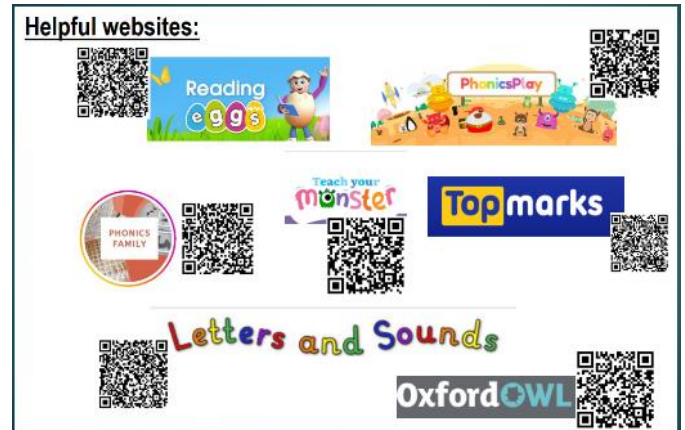 Helpful websites:
Reading
eggs
PhonicsPlay
Teach your
monster
Topmarks
PHONICS
FAMILY
Letters and Sounds
OxfordOWL